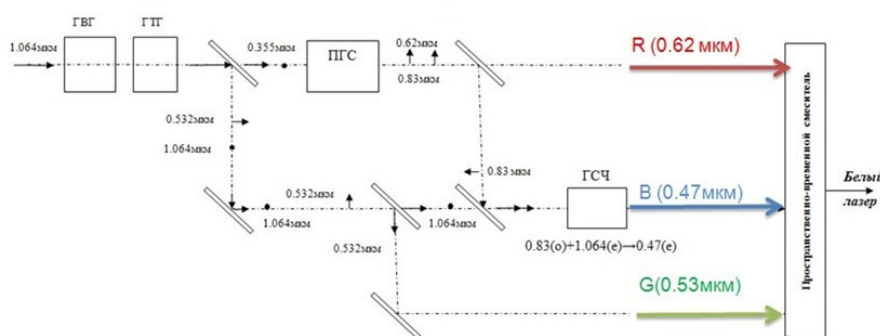 ГВГ
ГТГ
1.064мкм
0.355мкм
ПГС
0.62мкм
0.83мкм
R (0.62 мкм)
0.532мкм
1.064мкм
0.83 мкм
0.532мкм
1.064мкм
1.064мкм
ГСЧ
B (0.47мкм)
0.532мкм
0.83(о)+1.064(е)→0.47(е)
G(0.53мкм)
Пространственно-временной смеситель
Белый
лазер